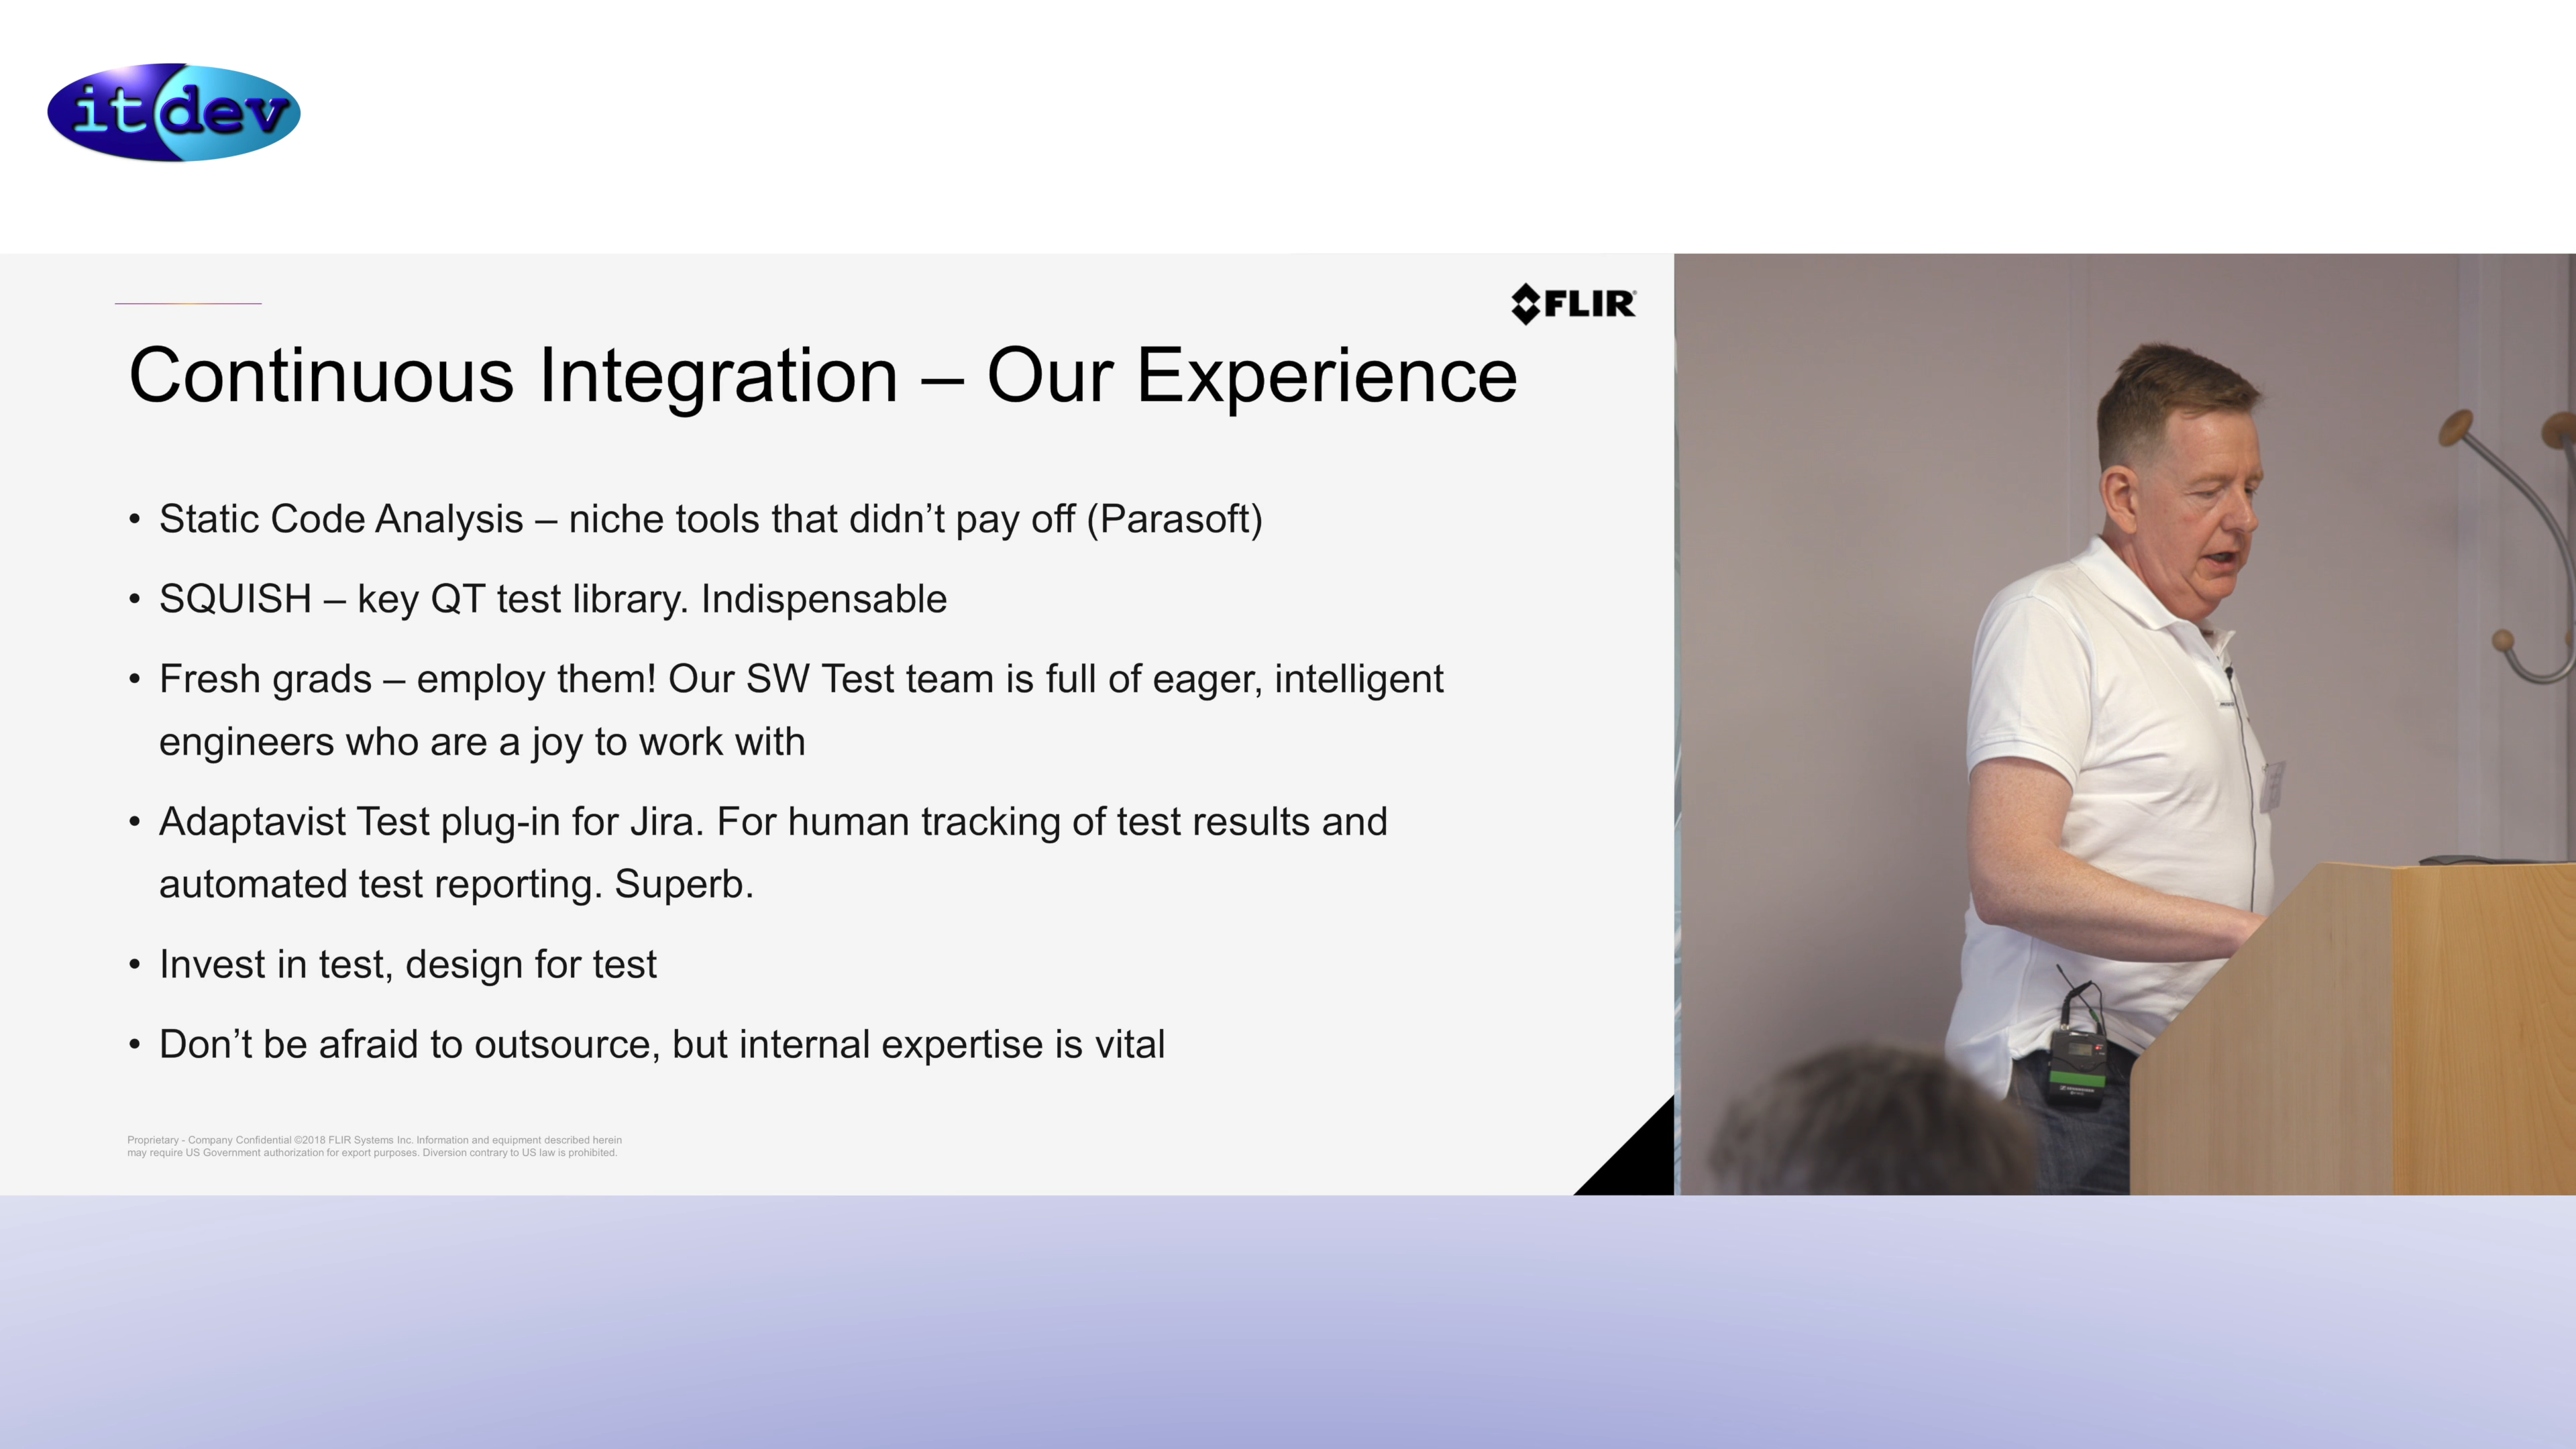 itdev
FLIR
Continuous Integration – Our Experience
• Static Code Analysis – niche tools that didn’t pay off (Parasoft)
• SQUISH – key QT test library. Indispensable
• Fresh grads – employ them! Our SW Test team is full of eager, intelligent
engineers who are a joy to work with
• Adaptavist Test plug-in for Jira. For human tracking of test results and
automated test reporting. Superb.
• Invest in test, design for test
• Don’t be afraid to outsource, but internal expertise is vital
Proprietary - Company Confidential ©2018 FLIR Systems Inc. Information and equipment described herein
may require US Government authorization for export purposes. Diversion contrary to US law is prohibited.